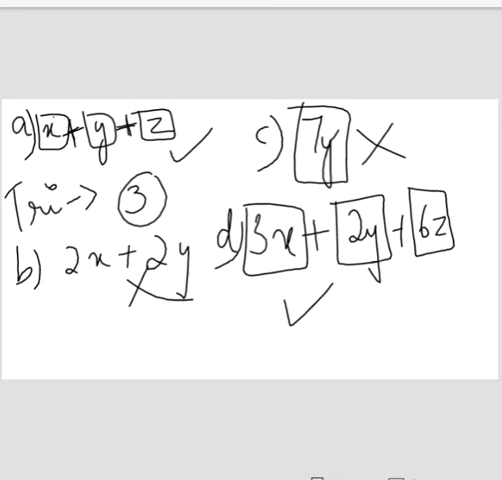 a) x+y+z ✓
Tri-> 3
b) 2x+2y ✗
c) 7y ✗
d) 3x+2y+6z ✓